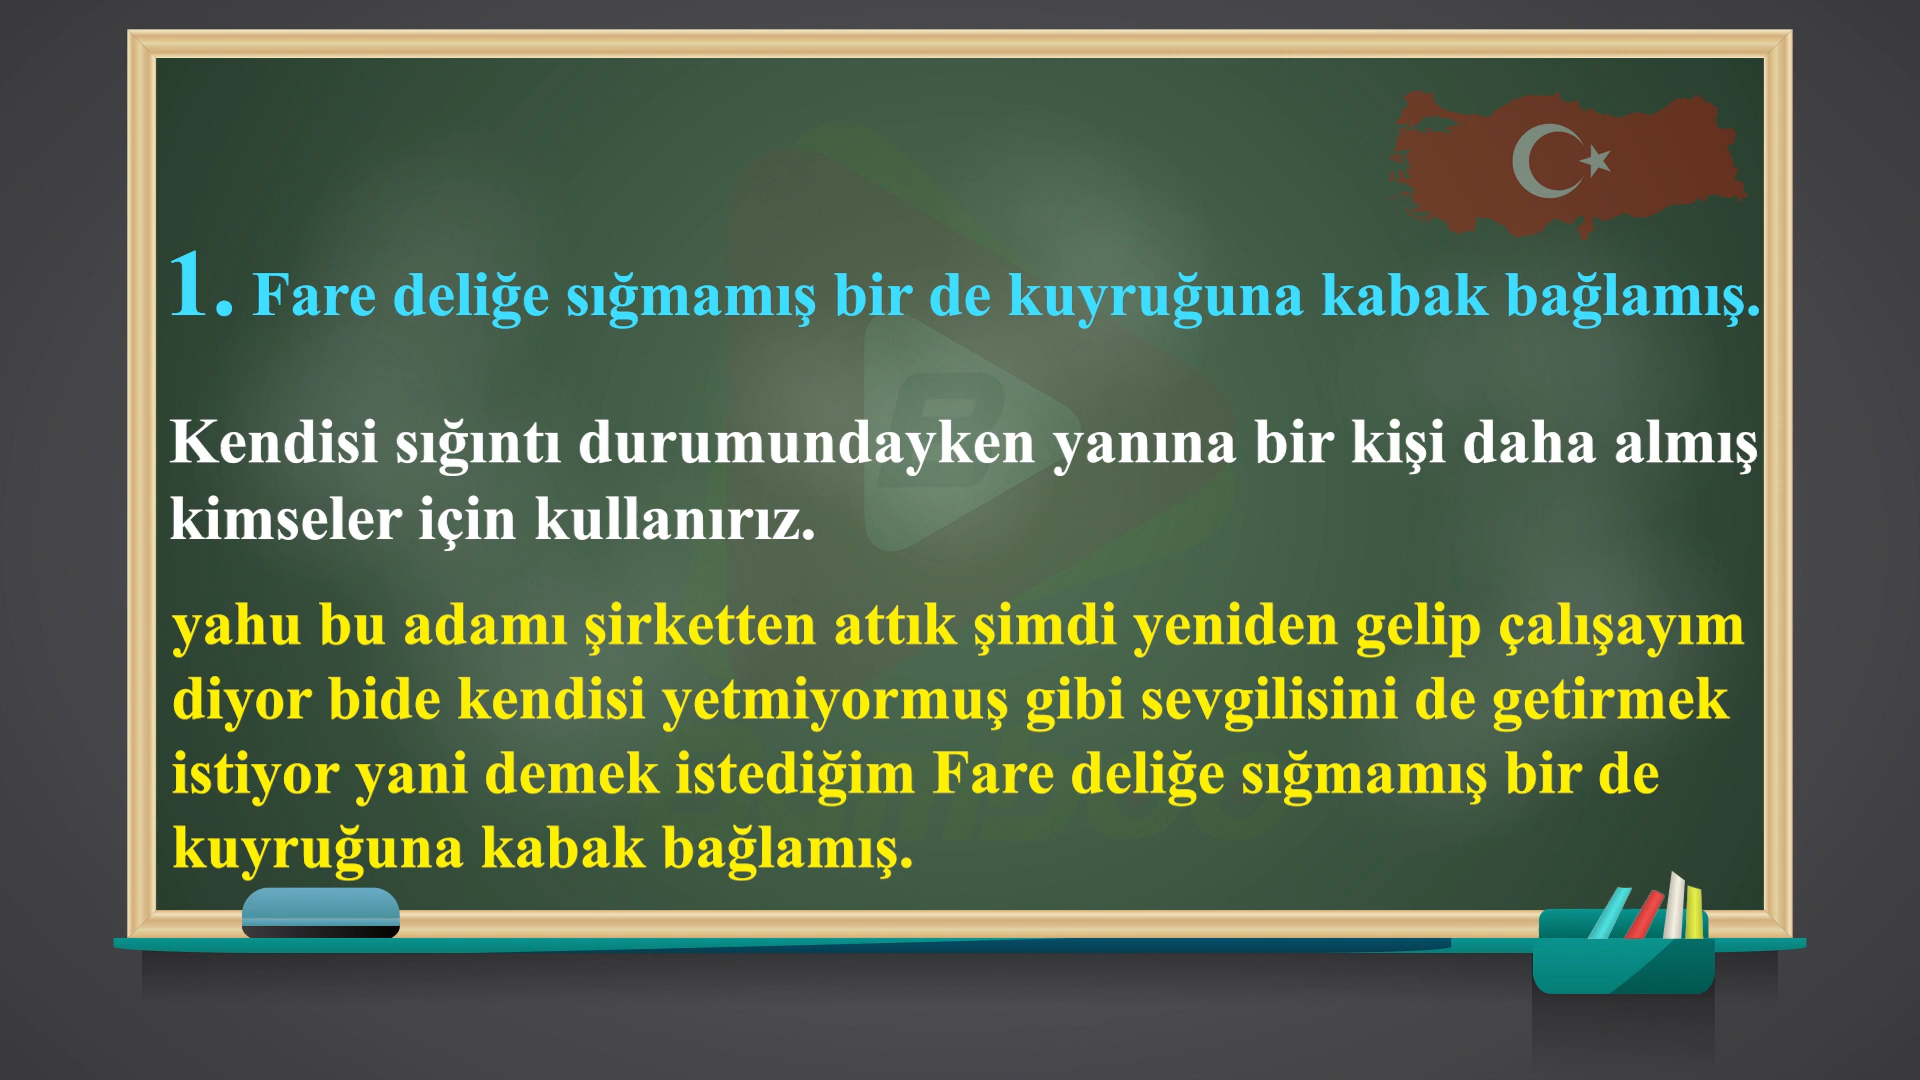 1. Fare deliğe sığmamış bir de kuyruğuna kabak bağlamış.
Kendisi sığıntı durumundayken yanına bir kişi daha almış
kimseler için kullanırız.
yahu bu adamı şirketten attık şimdi yeniden gelip çalışayım
diyor bide kendisi yetmiyormuş gibi sevgilisini de getirmek
istiyor yani demek istediğim Fare deliğe sığmamış bir de
kuyruğuna kabak bağlamış.